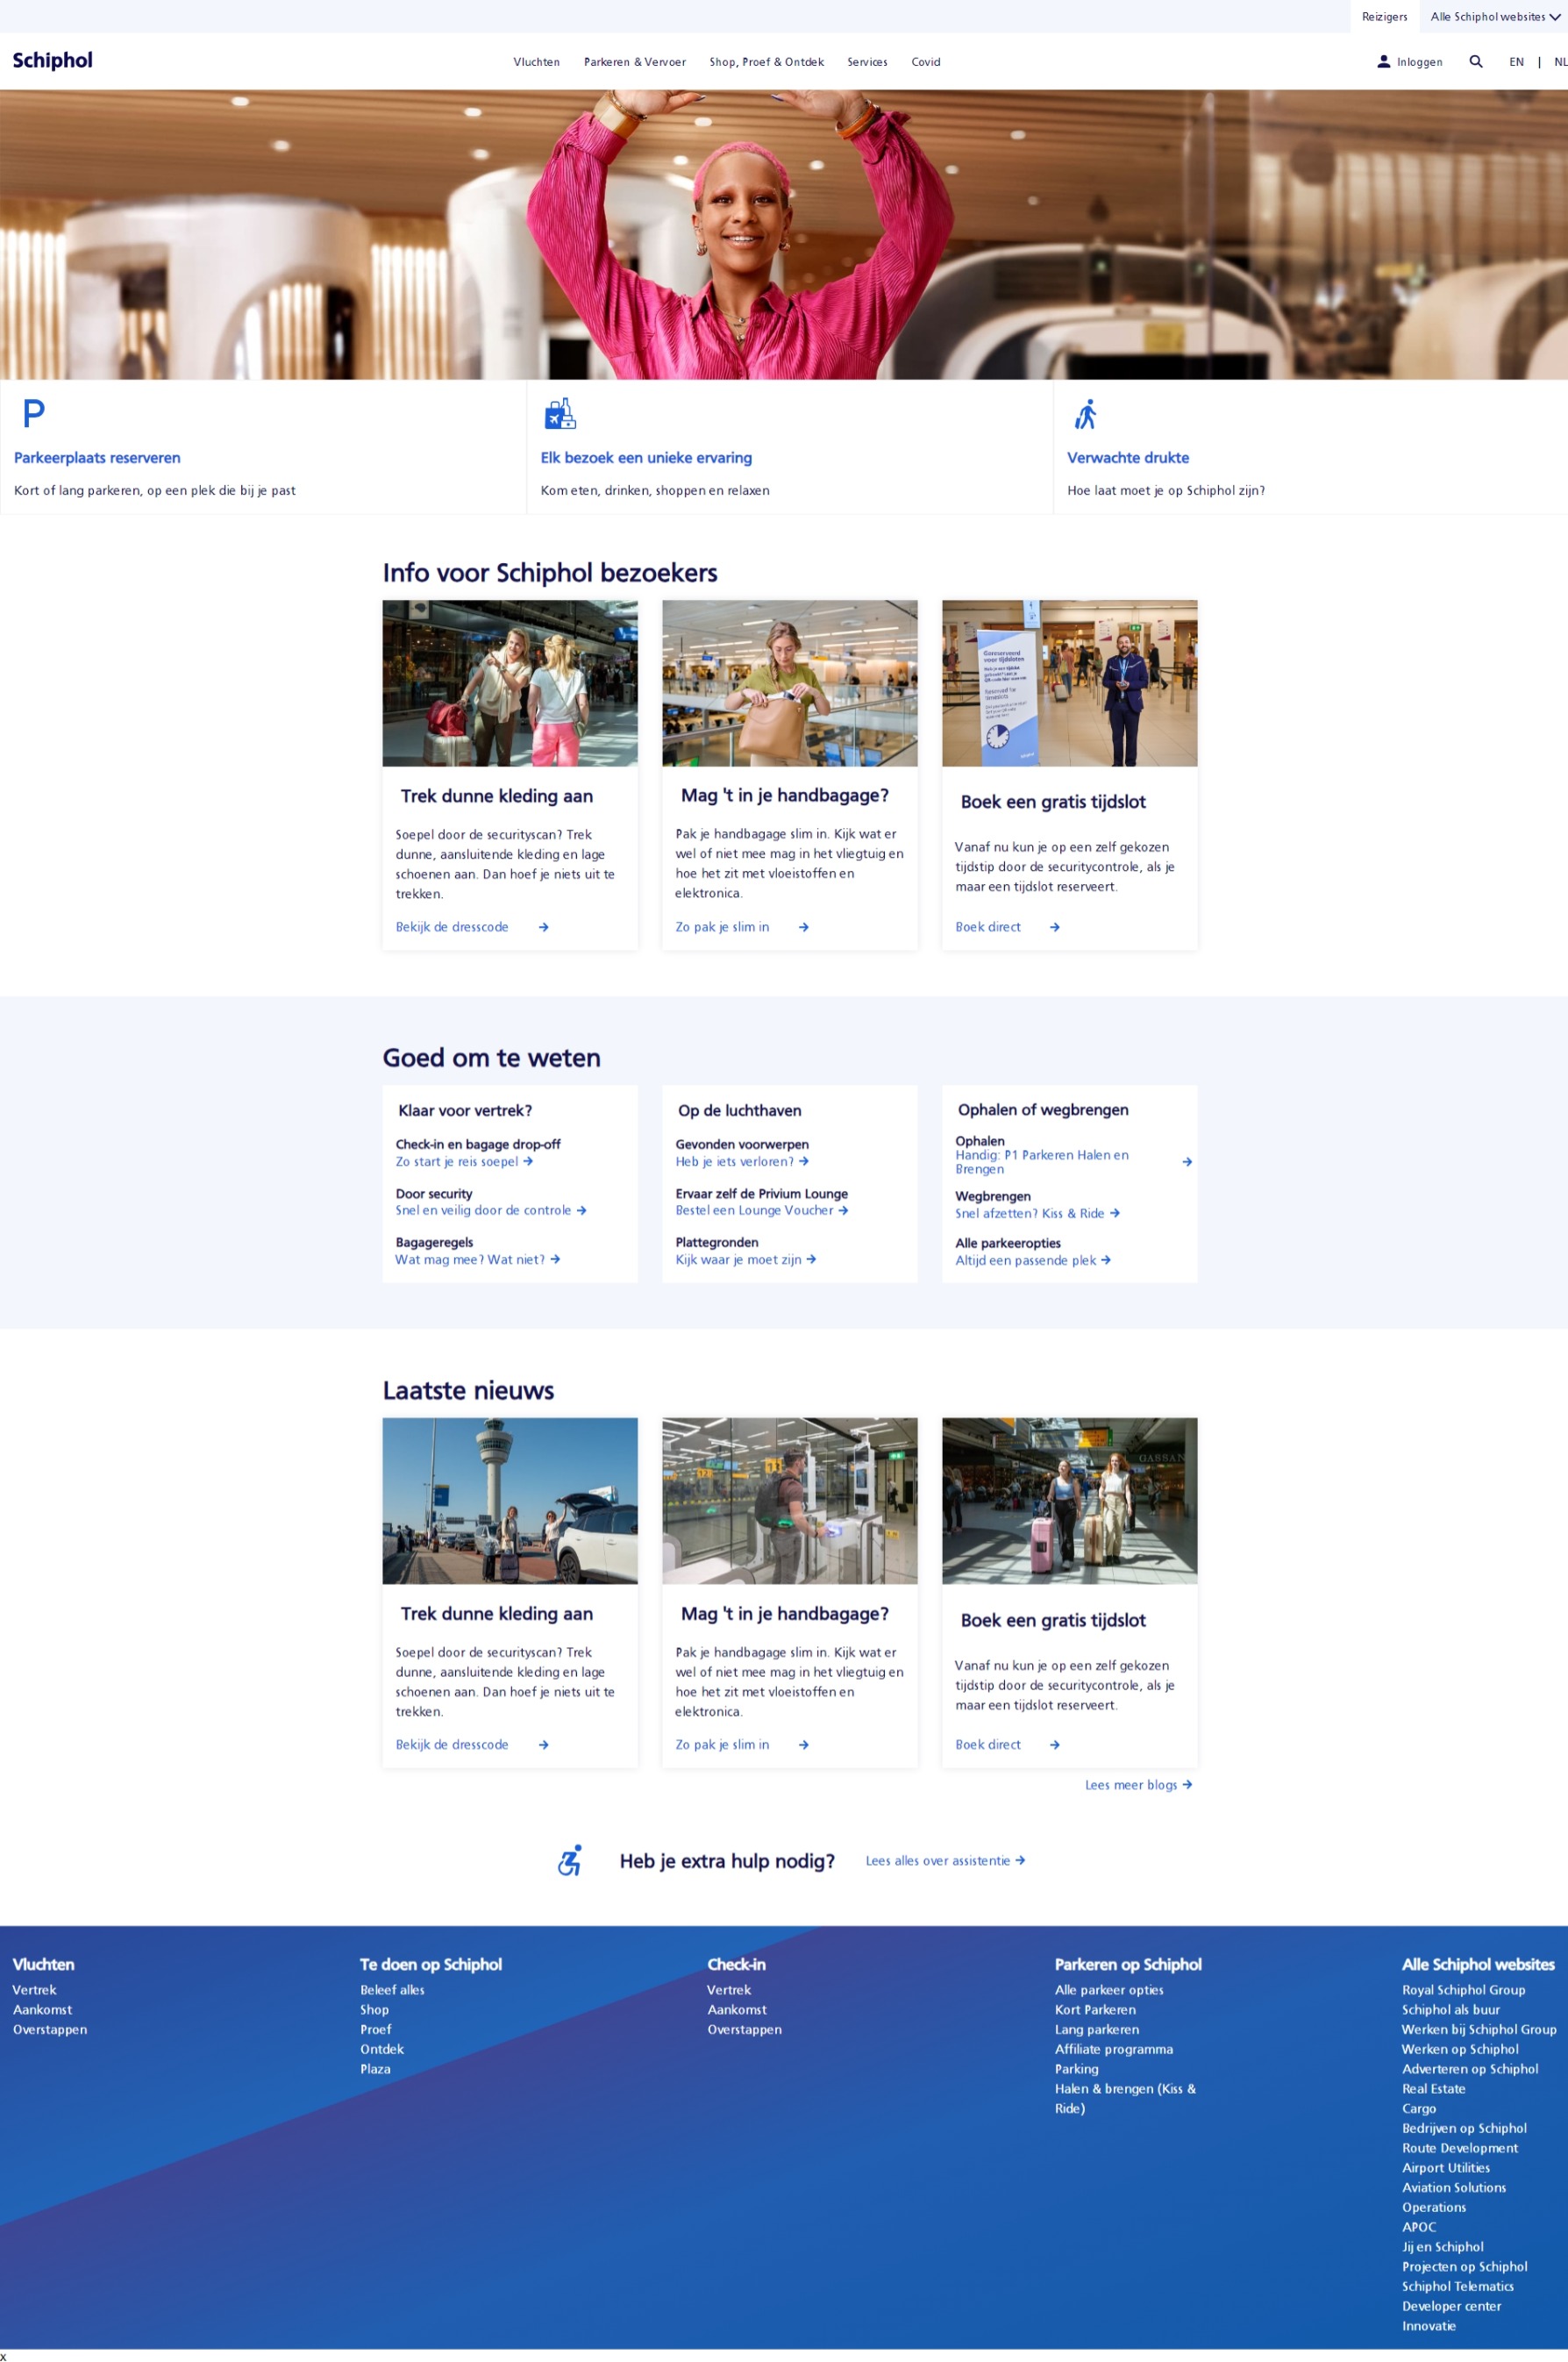 Reizigers
Alle Schiphol websites
Schiphol
Vluchten
Parkeren & Vervoer
Shop, Proef & Ontdek
Services
Covid
Inloggen
EN | NL
P
Parkeerplaats reserveren
Kort of lang parkeren, op een plek die bij je past
Elk bezoek een unieke ervaring
Kom eten, drinken, shoppen en relaxen
Verwachte drukte
Hoe laat moet je op Schiphol zijn?
Info voor Schiphol bezoekers
Trek dunne kleding aan
Soepel door de securityscan? Trek
dunne, aansluitende kleding en lage
schoenen aan. Dan hoef je niets uit te
trekken.
Bekijk de dresscode
Mag 't in je handbagage?
Pak je handbagage slim in. Kijk wat er
wel of niet mee mag in het vliegtuig en
hoe het zit met vloeistoffen en
elektronica.
Zo pak je slim in
Gereserveerd
voor tijdsloten
Reserved for
timeslots
Boek een gratis tijdslot
Vanaf nu kun je op een zelf gekozen
tijdstip door de securitycontrole, als je
maar een tijdslot reserveert.
Boek direct
Goed om te weten
Klaar voor vertrek?
Check-in en bagage drop-off
Zo start je reis soepel
Door security
Snel en veilig door de controle
Bagageregels
Wat mag mee? Wat niet?
Op de luchthaven
Gevonden voorwerpen
Heb je iets verloren?
Ervaar zelf de Privium Lounge
Bestel een Lounge Voucher
Plattegronden
Kijk waar je moet zijn
Ophalen of wegbrengen
Ophalen
Handig: P1 Parkeren Halen en
Brengen
Wegbrengen
Snel afzetten? Kiss & Ride
Alle parkeeropties
Altijd een passende plek
Laatste nieuws
Trek dunne kleding aan
Soepel door de securityscan? Trek
dunne, aansluitende kleding en lage
schoenen aan. Dan hoef je niets uit te
trekken.
Bekijk de dresscode
Mag 't in je handbagage?
Pak je handbagage slim in. Kijk wat er
wel of niet mee mag in het vliegtuig en
hoe het zit met vloeistoffen en
elektronica.
Zo pak je slim in
GASSAN
Boek een gratis tijdslot
Vanaf nu kun je op een zelf gekozen
tijdstip door de securitycontrole, als je
maar een tijdslot reserveert.
Boek direct
Lees meer blogs
Heb je extra hulp nodig?
Lees alles over assistentie
Vluchten
Vertrek
Aankomst
Overstappen
Te doen op Schiphol
Beleef alles
Shop
Proef
Ontdek
Plaza
Check-in
Vertrek
Aankomst
Overstappen
Parkeren op Schiphol
Alle parkeer opties
Kort Parkeren
Lang parkeren
Affiliate programma
Parking
Halen & brengen (Kiss &
Ride)
Alle Schiphol websites
Royal Schiphol Group
Schiphol als buur
Werken bij Schiphol Group
Werken op Schiphol
Adverteren op Schiphol
Real Estate
Cargo
Bedrijven op Schiphol
Route Development
Airport Utilities
Aviation Solutions
Operations
APOC
Jij en Schiphol
Projecten op Schiphol
Schiphol Telematics
Developer center
Innovatie
x